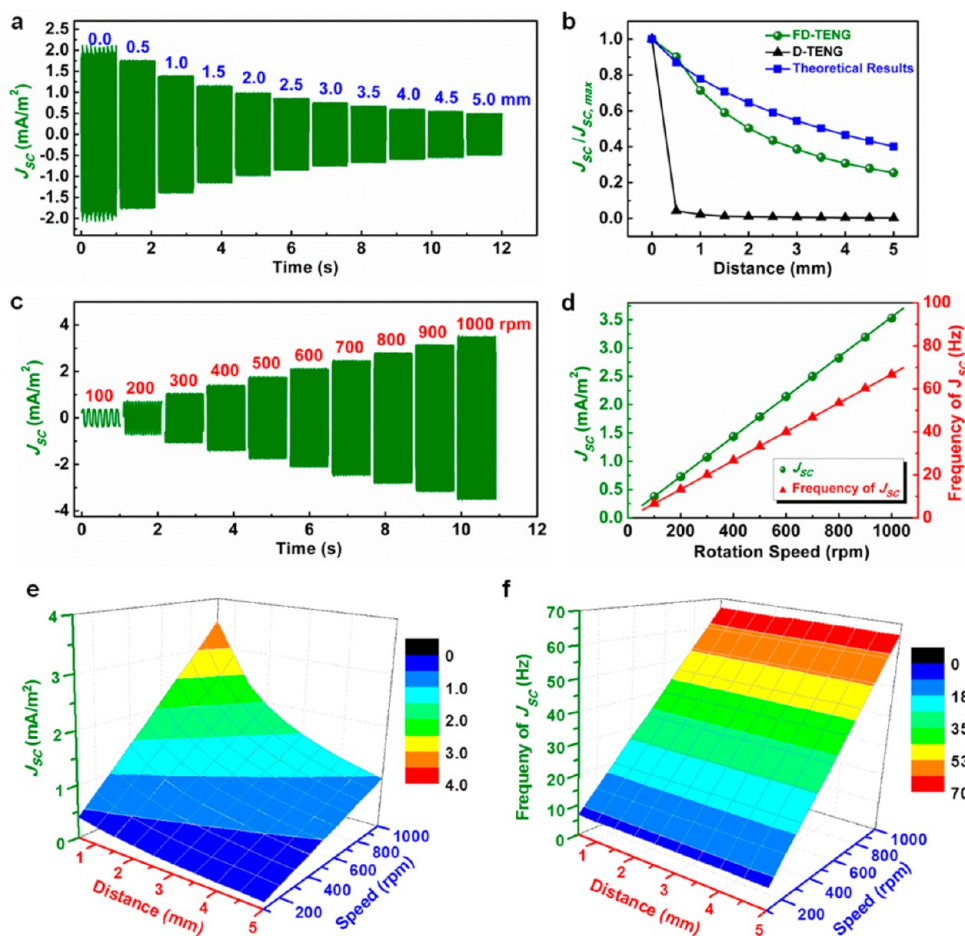 a
J_SC (mA/m²)
2.5
2.0
1.5
1.0
0.5
0.0
0.5
1.0
1.5
2.0
0.0 0.5 1.0 1.5 2.0 2.5 3.0 3.5 4.0 4.5 5.0 mm
0 2 4 6 8 10 12
Time (s)
b
J_SC/J_SC, max
1.0
0.8
0.6
0.4
0.2
0.0
FD-TENG
D-TENG
Theoretical Results
0 1 2 3 4 5
Distance (mm)
c
J_SC (mA/m²)
4
2
0
-2
-4
100 200 300 400 500 600 700 800 900 1000 rpm
0 2 4 6 8 10 12
Time (s)
d
J_SC (mA/m²)
3.5
3.0
2.5
2.0
1.5
1.0
0.5
0.0
J_SC
Frequency of J_SC
200 400 600 800 1000
Rotation Speed (rpm)
100
80
60
40
20
0
Frequency of J_SC (Hz)
e
J_SC (mA/m²)
4
3
2
1
0
1 2 3 4 5
Distance (mm)
200 400 600 800 1000
Speed (rpm)
0
1.0
2.0
3.0
4.0
f
Frequency of J_SC (Hz)
70
60
50
40
30
20
10
0
1 2 3 4 5
Distance (mm)
200 400 600 800 1000
Speed (rpm)
0
18
35
53
70